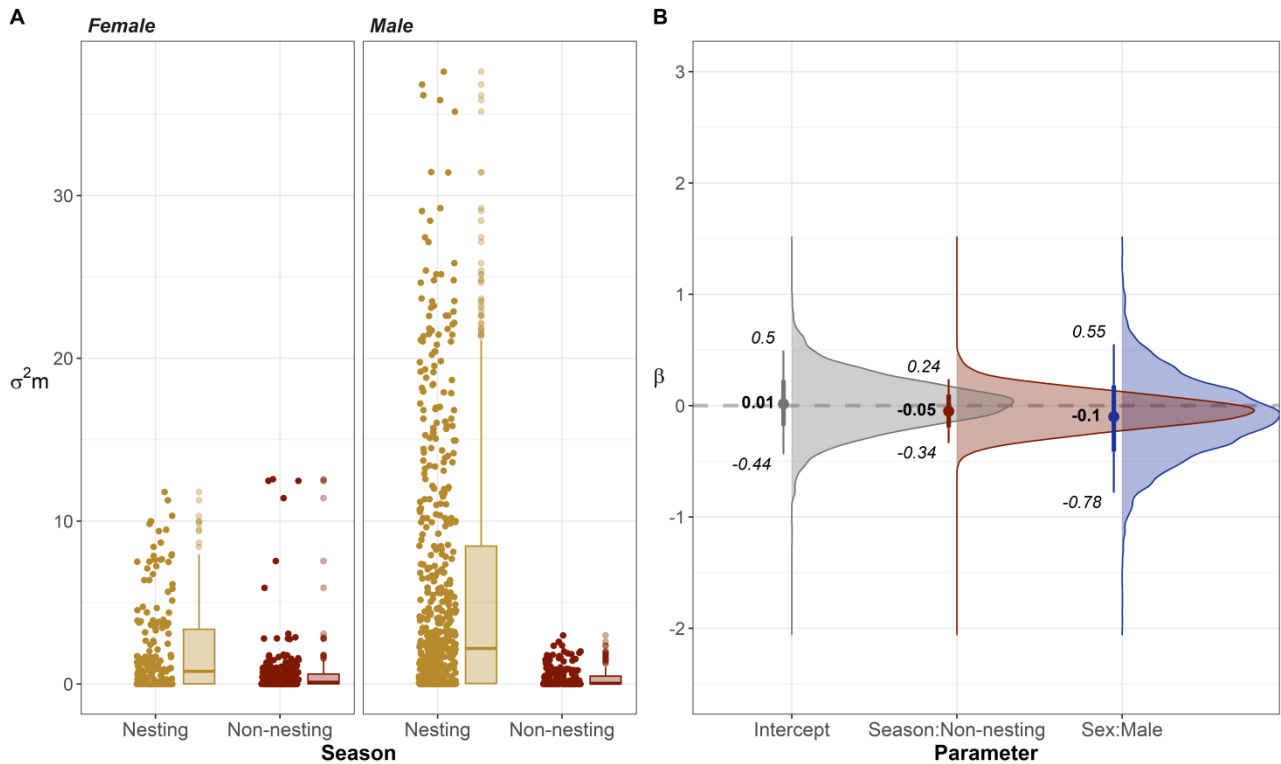 A
B
Female
Male
30
20
σ²m
10
0
Nesting
Non-nesting
Nesting
Non-nesting
Season
3
2
1
β
0
-1
-2
0.5
0.01
-0.44
0.24
-0.05
-0.34
0.55
-0.1
-0.78
Intercept
Season:Non-nesting
Sex:Male
Parameter